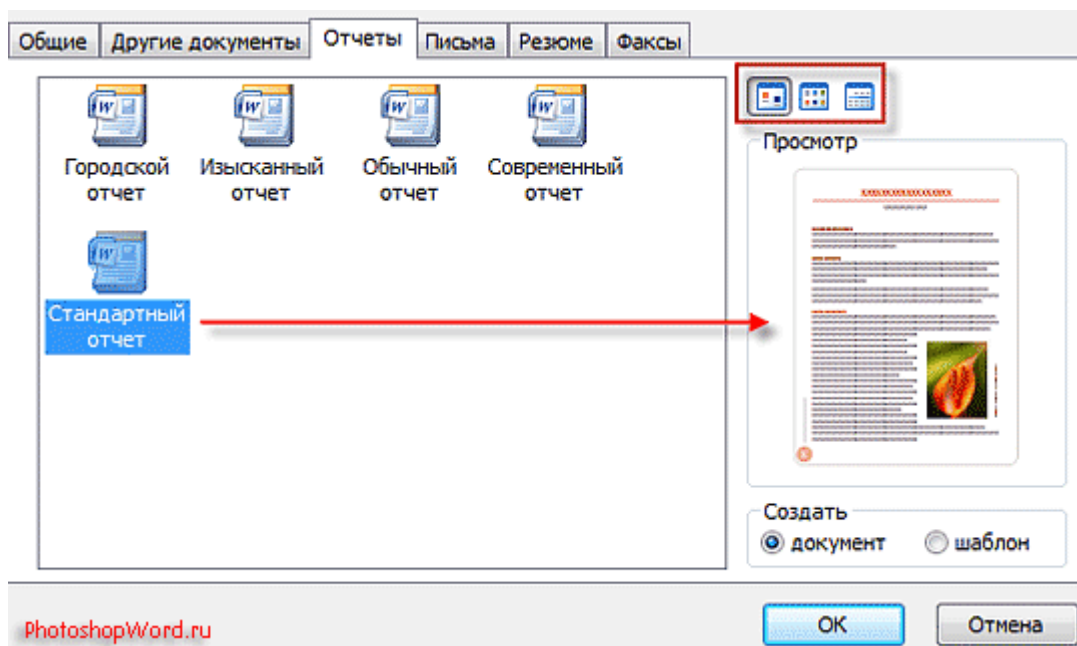 Общие Другие документы Отчеты Письма Резюме Факсы
Городской отчет
Изысканный отчет
Обычный отчет
Современный отчет
Стандартный отчет
Просмотр
Создать
документ шаблон
PhotoshopWord.ru
ОК Отмена